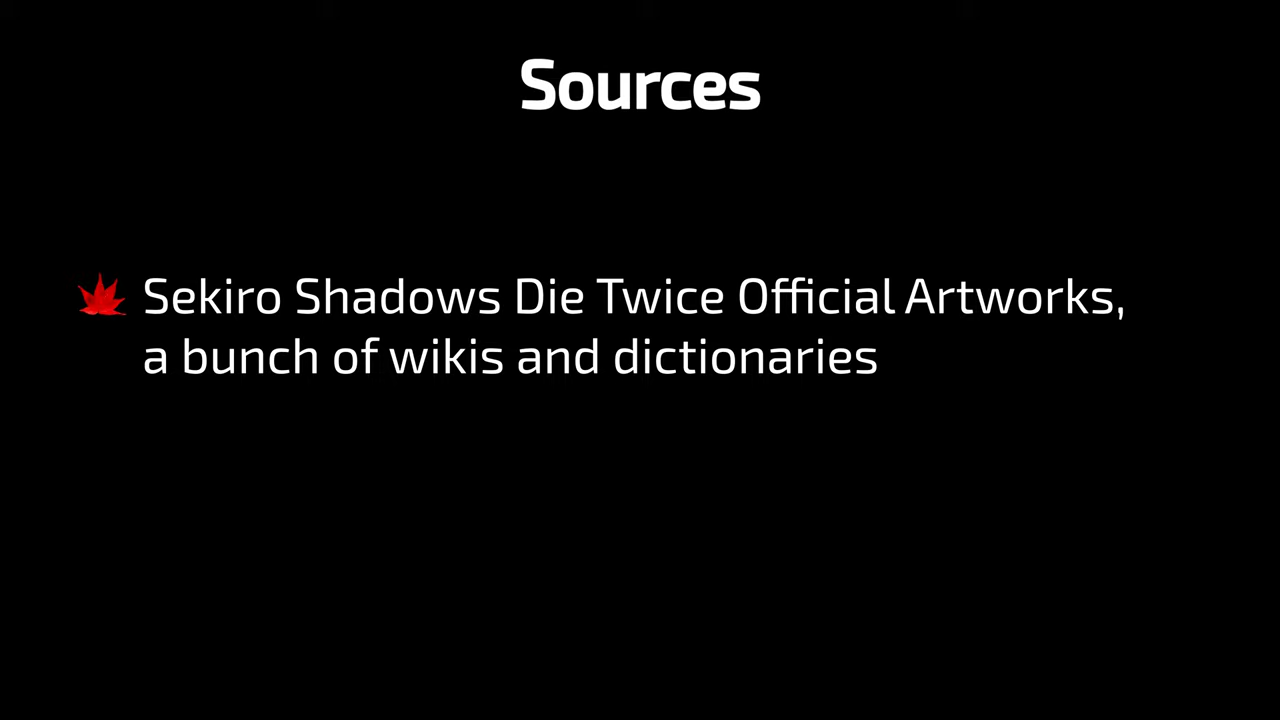 Sources
Sekiro Shadows Die Twice Official Artworks,
a bunch of wikis and dictionaries